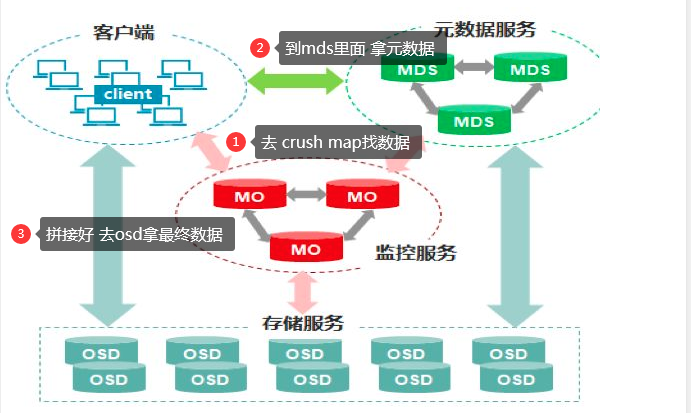 客户端
元数据服务
2 到mds里面 拿元数据
MDS
MDS
MDS
client
1 去 crush map找数据
MO
MO
MO
3 拼接好 去osd拿最终数据
监控服务
存储服务
OSD
OSD
OSD
OSD
OSD
OSD
OSD
OSD
OSD
OSD